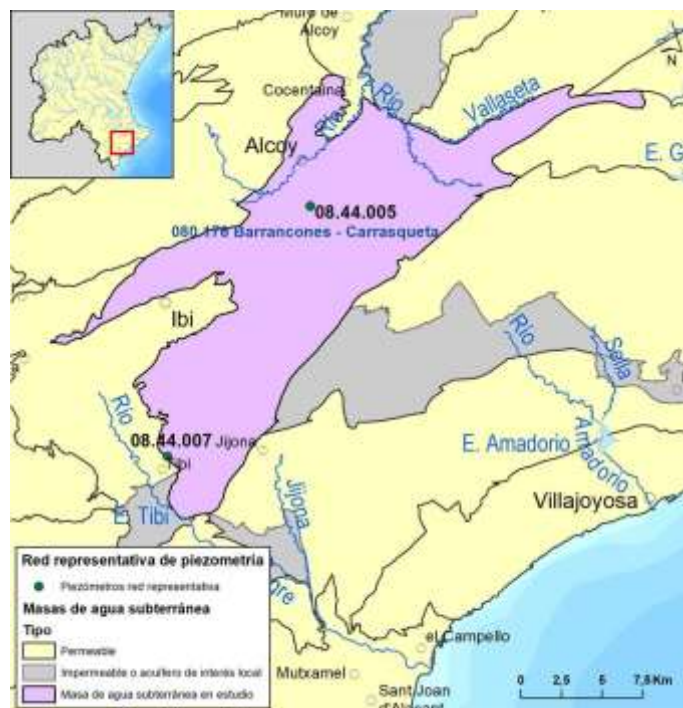 Muro de
Alcoy
N
Cocentaina
Río
Vallaseta
Alcoy
E. G
08.44.005
080.176 Barrancones - Carrasqueta
Ibi
Río
Sella
Río
08.44.007
Jijona
E. Amadorio
Amadorio
Tibi
Villajoyosa
E. Tibi
Jijona
Red representativa de piezometría
Piezómetros red representativa
Masas de agua subterránea
Tipo
Permeable
Impermeable o acuífero de interés local
Masa de agua subterránea en estudio
el Campello
Mutxamel
Sant Joan
d'Alacant
0 2,5 5 7,5 Km